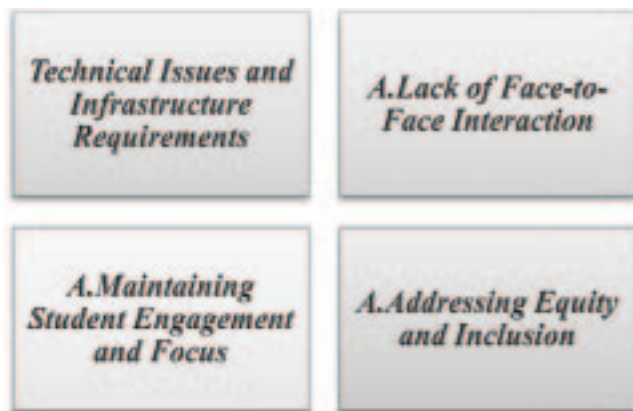 Technical Issues and
Infrastructure
Requirements
A.Lack of Face-to-
Face Interaction
A.Maintaining
Student Engagement
and Focus
A.Addressing Equity
and Inclusion